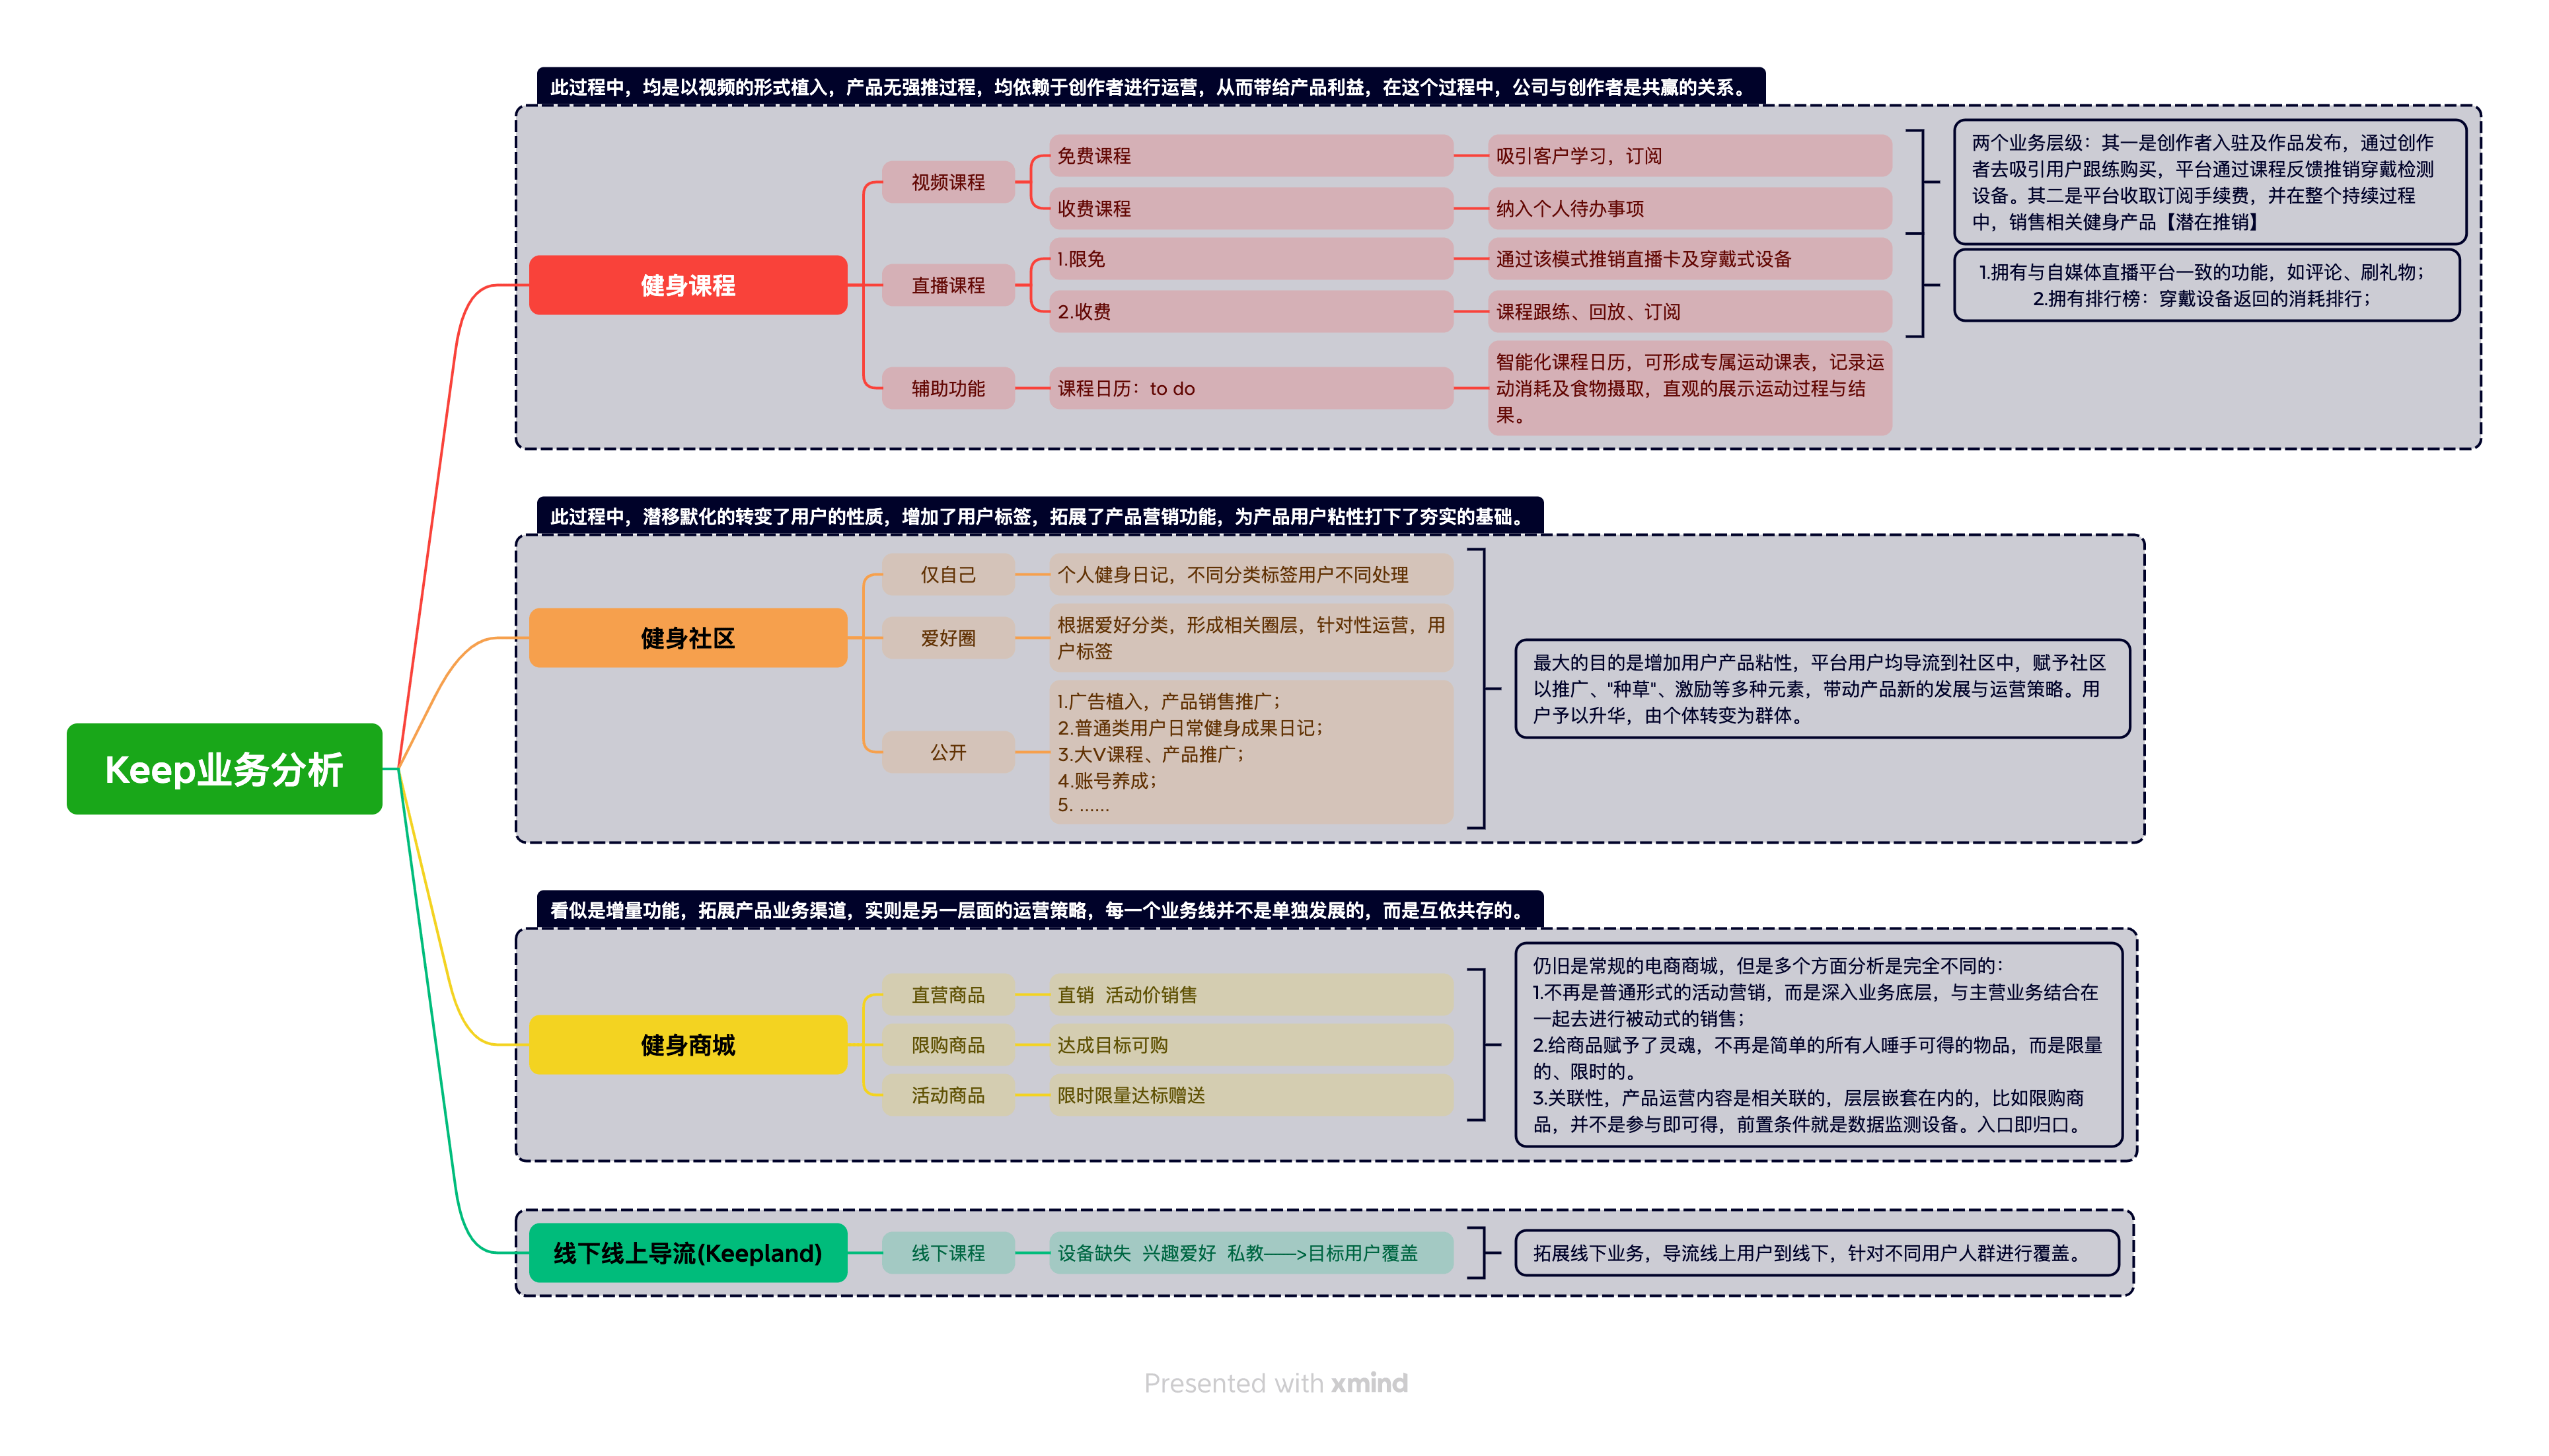 Keep业务分析
此过程中，均是以视频的形式植入，产品无强推过程，均依赖于创作者进行运营，从而带给产品利益，在这个过程中，公司与创作者是共赢的关系。
健身课程
视频课程
免费课程
吸引客户学习，订阅
收费课程
纳入个人待办事项
两个业务层级：其一是创作者入驻及作品发布，通过创作
者去吸引用户跟练购买，平台通过课程反馈推销穿戴检测
设备。其二是平台收取订阅手续费，并在整个持续过程
中，销售相关健身产品【潜在推销】
直播课程
1.限免
通过该模式推销直播卡及穿戴式设备
2.收费
课程跟练、回放、订阅
1.拥有与自媒体直播平台一致的功能，如评论、刷礼物；
2.拥有排行榜：穿戴设备返回的消耗排行；
辅助功能
课程日历：to do
智能化课程日历，可形成专属运动课表，记录运
动消耗及食物摄取，直观的展示运动过程与结
果。
此过程中，潜移默化的转变了用户的性质，增加了用户标签，拓展了产品营销功能，为产品用户粘性打下了夯实的基础。
健身社区
仅自己
个人健身日记，不同分类标签用户不同处理
爱好圈
根据爱好分类，形成相关圈层，针对性运营，用
户标签
公开
1.广告植入，产品销售推广；
2.普通类用户日常健身成果日记；
3.大V课程、产品推广；
4.账号养成；
5. ......
最大的目的是增加用户产品粘性，平台用户均导流到社区中，赋予社区
以推广、"种草"、激励等多种元素，带动产品新的发展与运营策略。用
户予以升华，由个体转变为群体。
看似是增量功能，拓展产品业务渠道，实则是另一层面的运营策略，每一个业务线并不是单独发展的，而是互依共存的。
健身商城
直营商品
直销 活动价销售
限购商品
达成目标可购
活动商品
限时限量达标赠送
仍旧是常规的电商商城，但是多个方面分析是完全不同的：
1.不再是普通形式的活动营销，而是深入业务底层，与主营业务结合在
一起去进行被动式的销售；
2.给商品赋予了灵魂，不再是简单的所有人唾手可得的物品，而是限量
的、限时的。
3.关联性，产品运营内容是相关联的，层层嵌套在内的，比如限购商
品，并不是参与即可得，前置条件就是数据监测设备。入口即归口。
线下线上导流(Keepland)
线下课程
设备缺失 兴趣爱好 私教——>目标用户覆盖
拓展线下业务，导流线上用户到线下，针对不同用户人群进行覆盖。
Presented with xmind